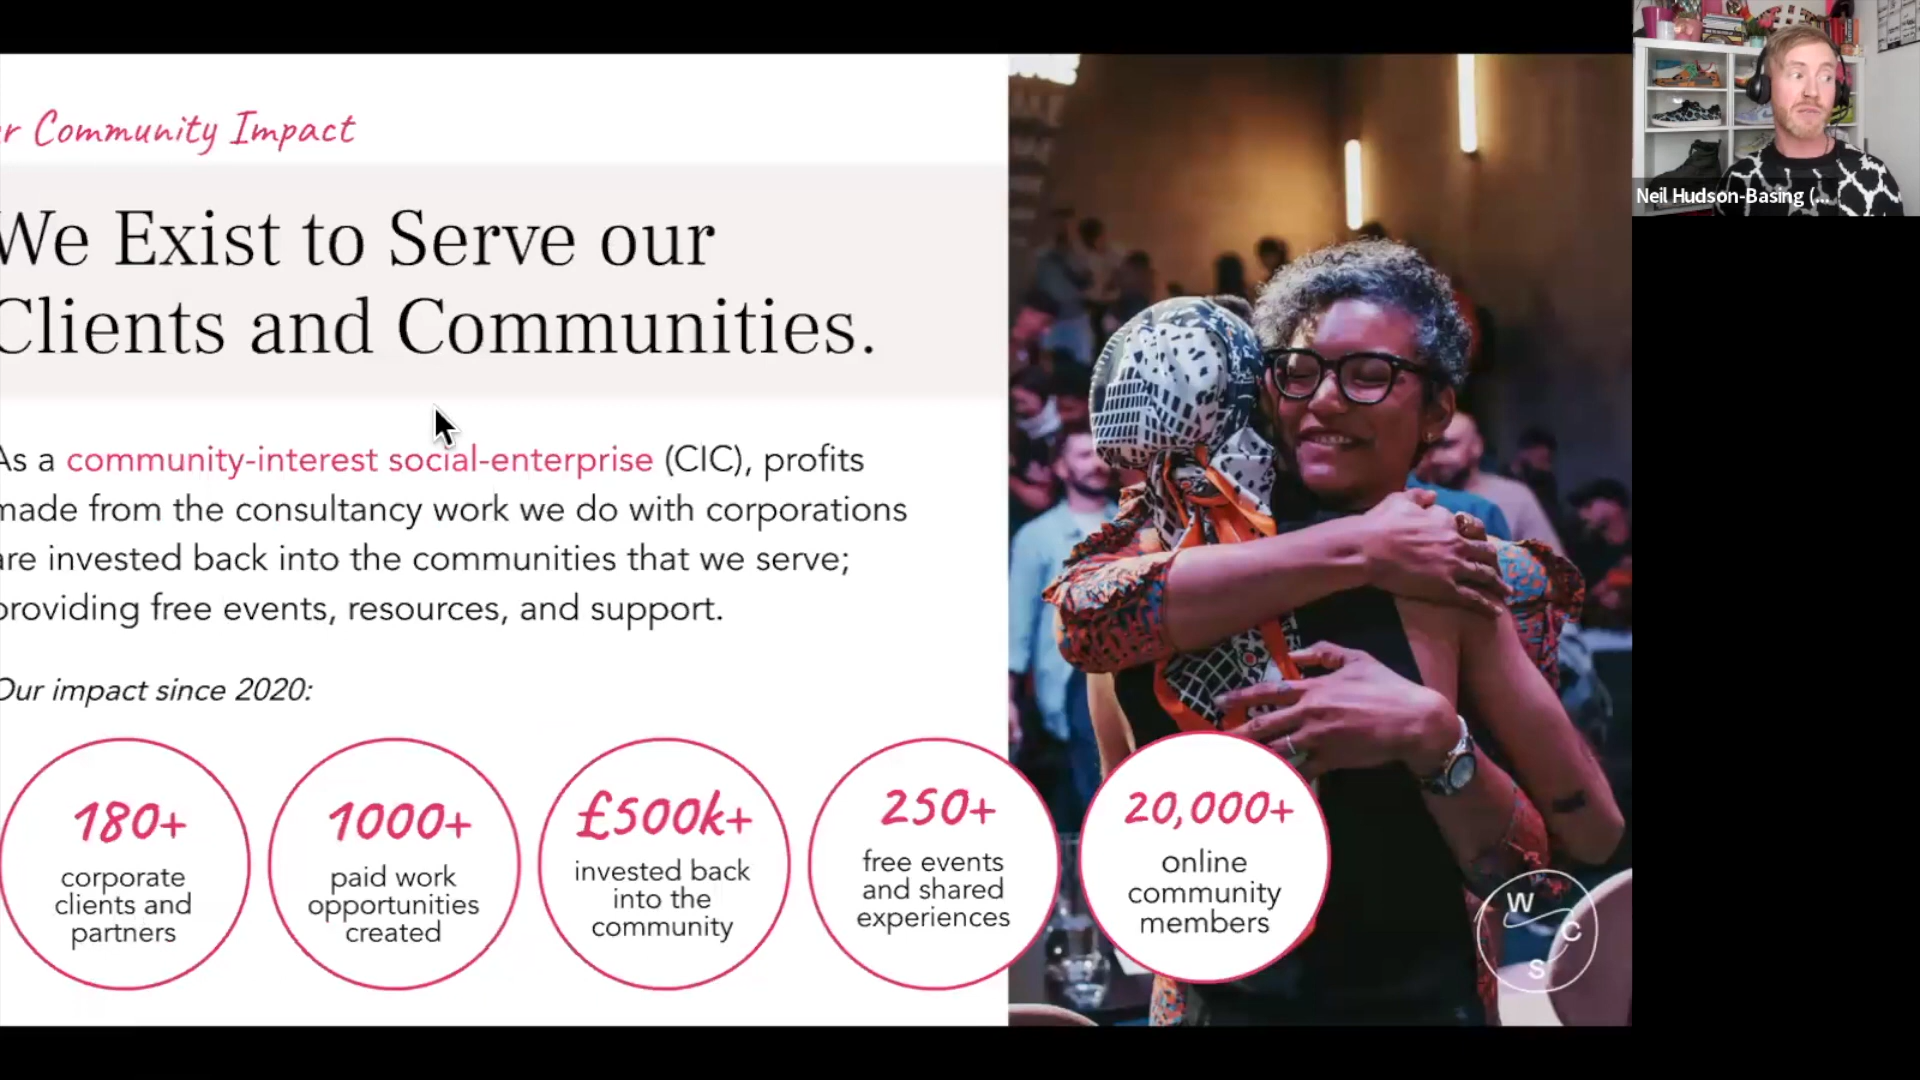 r Community Impact
We Exist to Serve our
Clients and Communities.
As a community-interest social-enterprise (CIC), profits
made from the consultancy work we do with corporations
are invested back into the communities that we serve;
providing free events, resources, and support.
Our impact since 2020:
180+
corporate
clients and
partners
1000+
paid work
opportunities
created
£500k+
invested back
into the
community
250+
free events
and shared
experiences
20,000+
online
community
members
W
C
S
Neil Hudson-Basing (...